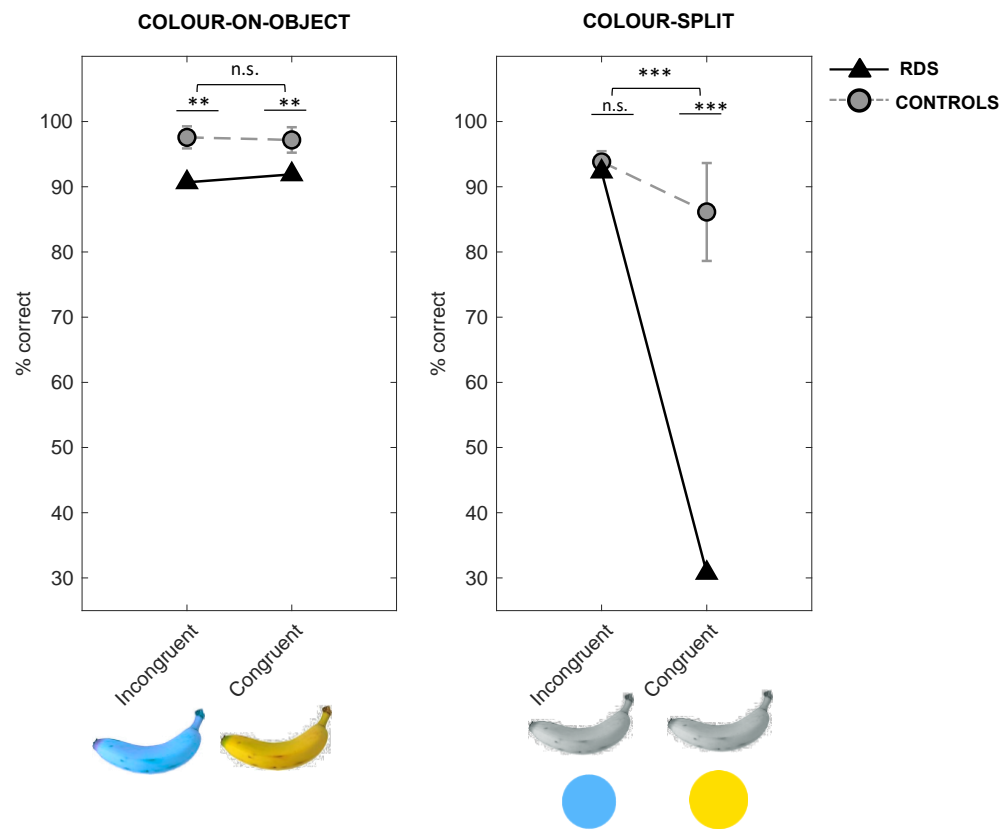 COLOUR-ON-OBJECT
n.s.
** **
100
90
80
70
60
50
40
30
% correct
Incongruent
Congruent
COLOUR-SPLIT
***
n.s. ***
100
90
80
70
60
50
40
30
% correct
Incongruent
Congruent
RDS
CONTROLS